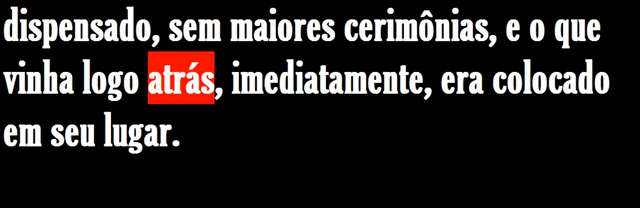 dispensado, sem maiores cerimônias, e o que
vinha logo atrás, imediatamente, era colocado
em seu lugar.